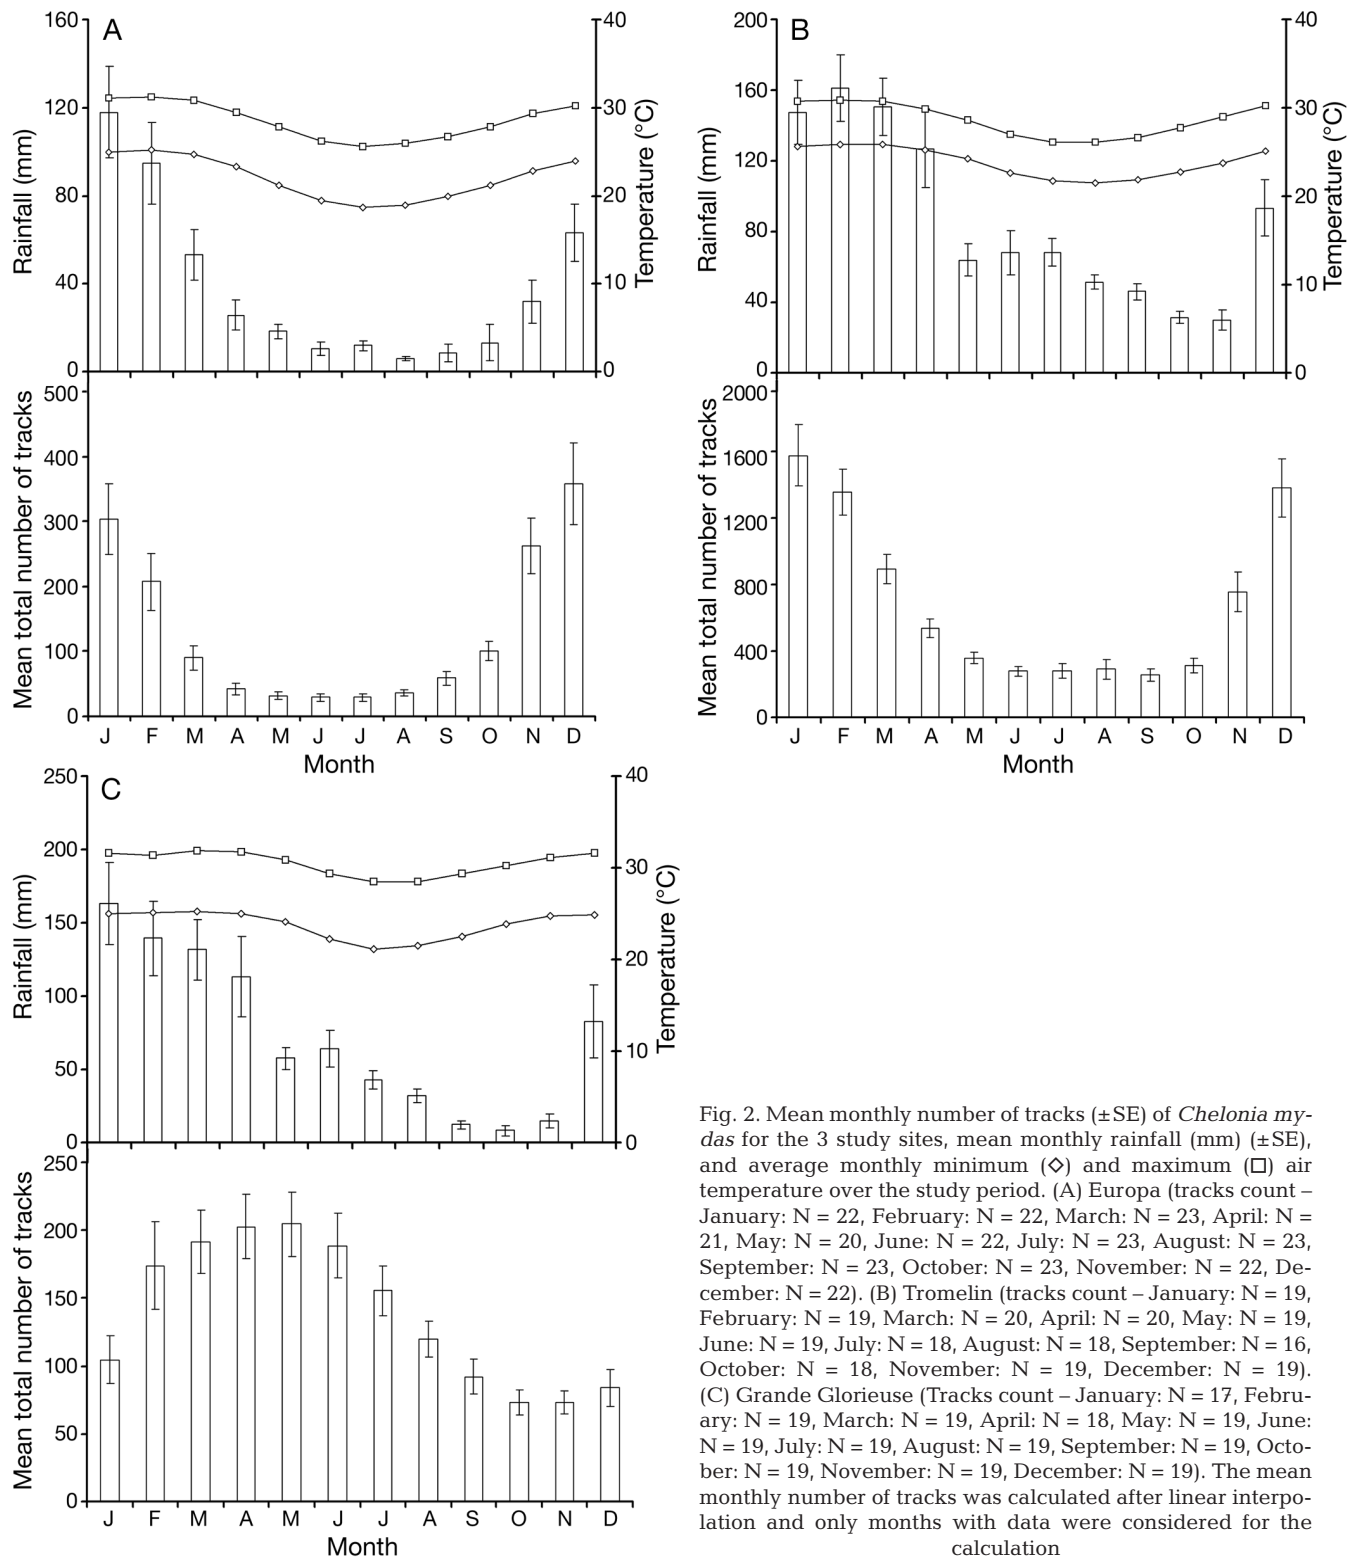 A
160
120
80
40
0
Rainfall (mm)
40
30
20
10
0
Temperature (°C)
500
400
300
200
100
0
Mean total number of tracks
J F M A M J J A S O N D
Month
B
200
160
120
80
40
0
Rainfall (mm)
40
30
20
10
0
Temperature (°C)
2000
1600
1200
800
400
0
Mean total number of tracks
J F M A M J J A S O N D
Month
C
250
200
150
100
50
0
Rainfall (mm)
40
30
20
10
0
Temperature (°C)
250
200
150
100
50
0
Mean total number of tracks
J F M A M J J A S O N D
Month
Fig. 2. Mean monthly number of tracks (±SE) of Chelonia my-
das for the 3 study sites, mean monthly rainfall (mm) (±SE),
and average monthly minimum (◇) and maximum (□) air
temperature over the study period. (A) Europa (tracks count –
January: N = 22, February: N = 22, March: N = 23, April: N =
21, May: N = 20, June: N = 22, July: N = 23, August: N = 23,
September: N = 23, October: N = 23, November: N = 22, De-
cember: N = 22). (B) Tromelin (tracks count – January: N = 19,
February: N = 19, March: N = 20, April: N = 20, May: N = 19,
June: N = 19, July: N = 18, August: N = 18, September: N = 16,
October: N = 18, November: N = 19, December: N = 19).
(C) Grande Glorieuse (Tracks count – January: N = 17, Febru-
ary: N = 19, March: N = 19, April: N = 18, May: N = 19, June:
N = 19, July: N = 19, August: N = 19, September: N = 19, Octo-
ber: N = 19, November: N = 19, December: N = 19). The mean
monthly number of tracks was calculated after linear interpo-
lation and only months with data were considered for the
calculation